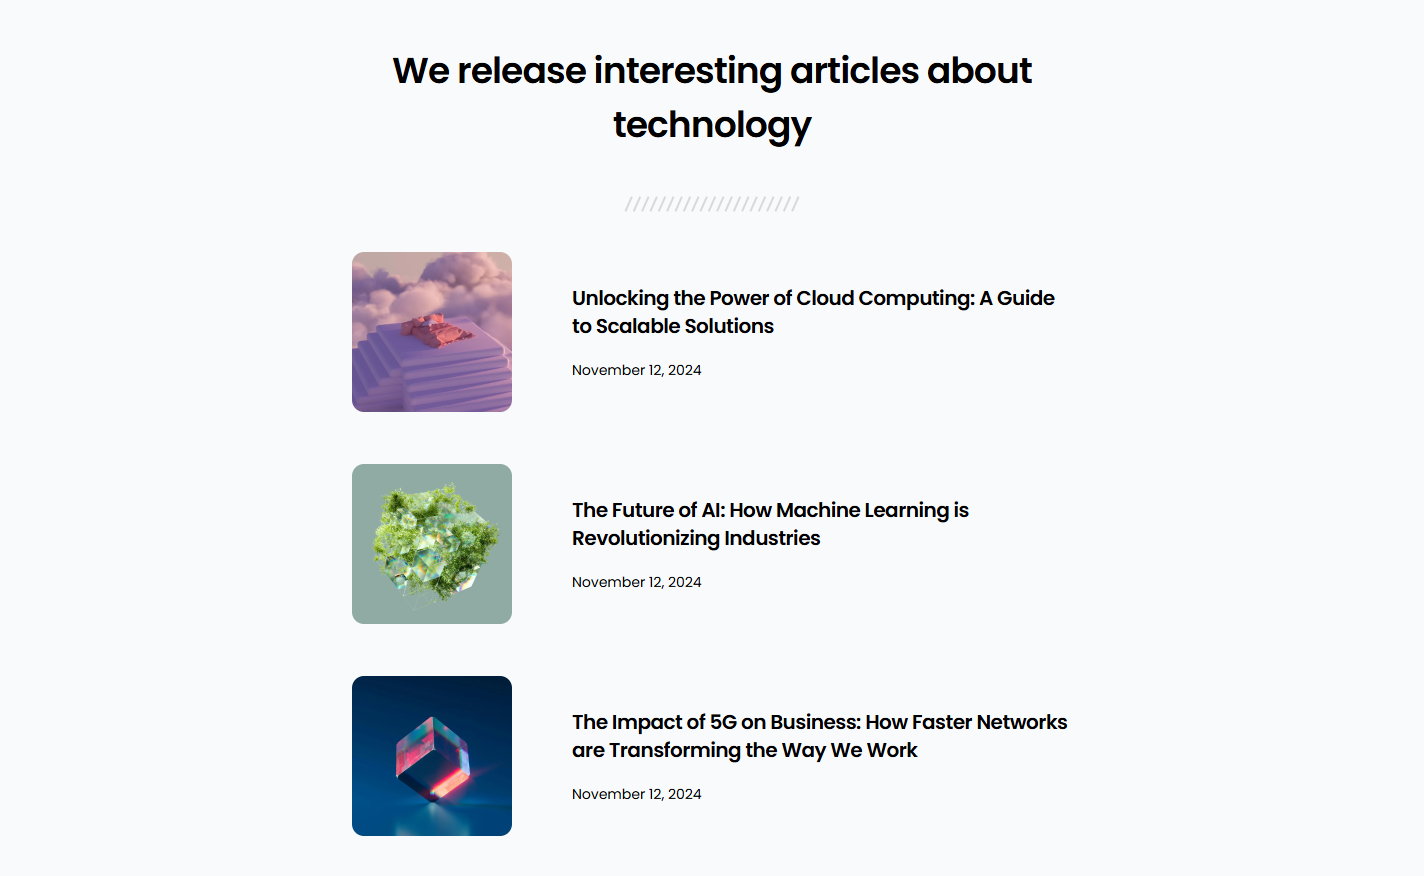 We release interesting articles about
technology
Unlocking the Power of Cloud Computing: A Guide
to Scalable Solutions
November 12, 2024
The Future of AI: How Machine Learning is
Revolutionizing Industries
November 12, 2024
The Impact of 5G on Business: How Faster Networks
are Transforming the Way We Work
November 12, 2024